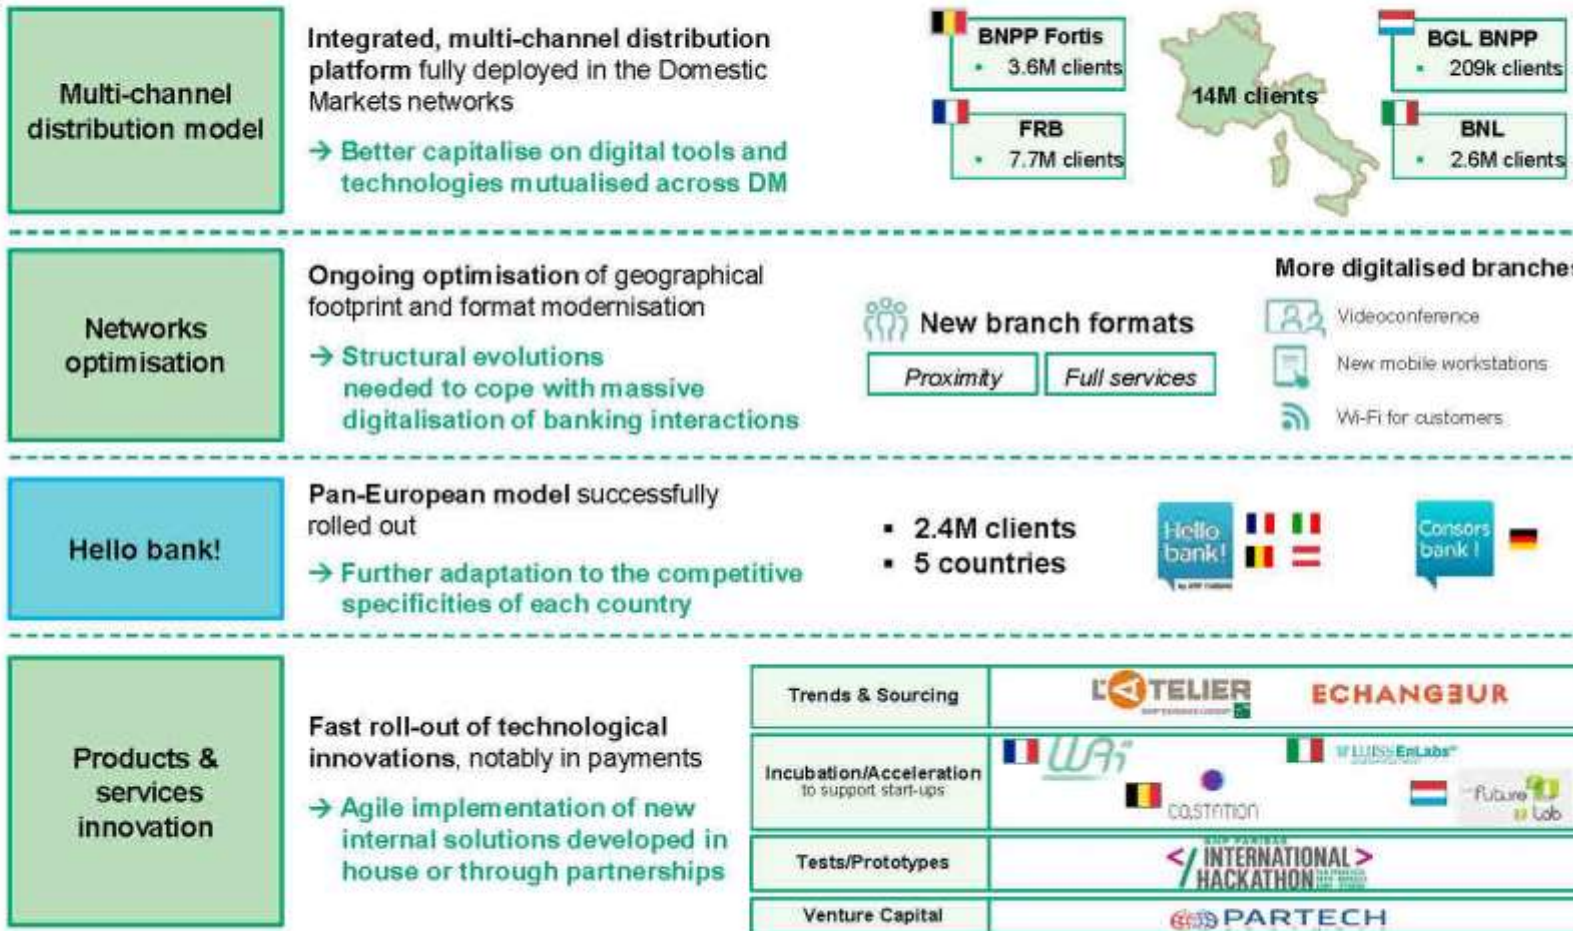 Multi-channel
distribution model
Integrated, multi-channel distribution
platform fully deployed in the Domestic
Markets networks
→ Better capitalise on digital tools and
technologies mutualised across DM
BNPP Fortis
• 3.6M clients
FRB
• 7.7M clients
14M clients
BGL BNPP
• 209k clients
BNL
• 2.6M clients
Networks
optimisation
Ongoing optimisation of geographical
footprint and format modernisation
→ Structural evolutions
needed to cope with massive
digitalisation of banking interactions
New branch formats
Proximity
Full services
More digitalised branches
Videoconference
New mobile workstations
Wi-Fi for customers
Hello bank!
Pan-European model successfully
rolled out
→ Further adaptation to the competitive
specificities of each country
▪ 2.4M clients
▪ 5 countries
Hello
bank!
Consors
bank !
Products &
services
innovation
Fast roll-out of technological
innovations, notably in payments
→ Agile implementation of new
internal solutions developed in
house or through partnerships
Trends & Sourcing
L'ATELIER
ECHANGEUR
Incubation/Acceleration
to support start-ups
WAi
LUISS EnLabs
CO.STATION
Future
Lab
Tests/Prototypes
BNP PARIBAS
</ INTERNATIONAL >
HACKATHON
Venture Capital
PARTECH